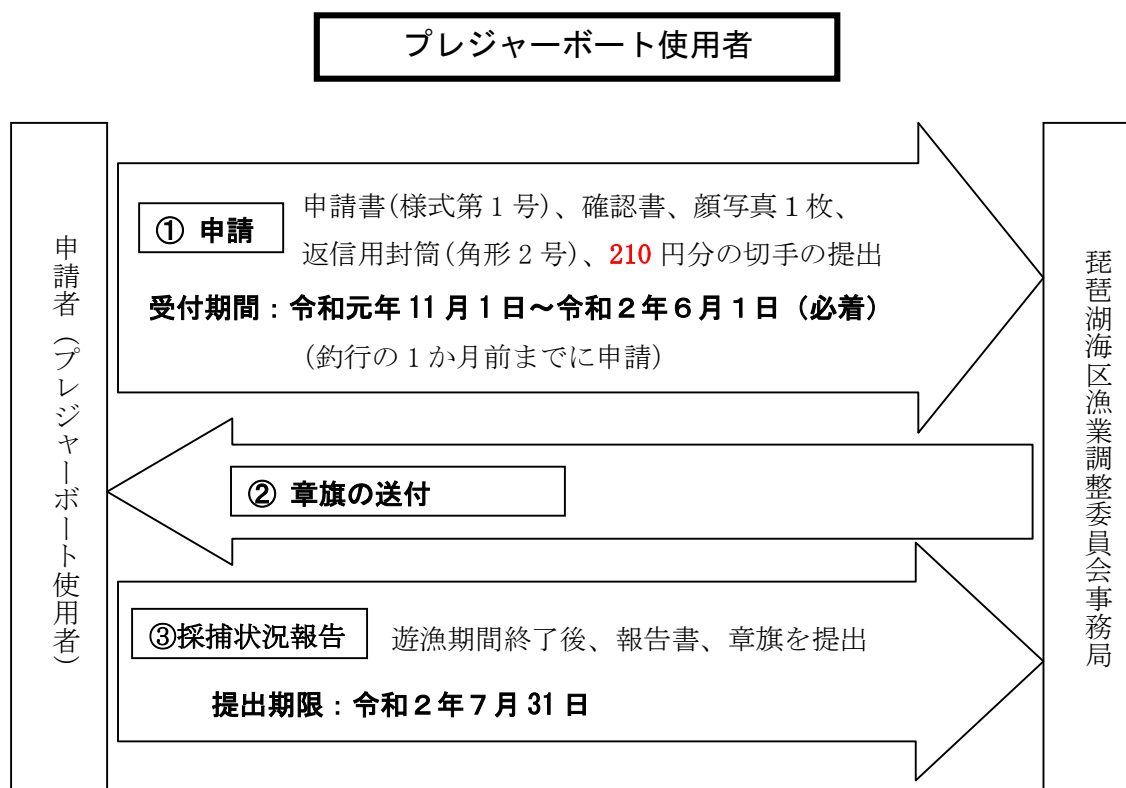 プレジャーボート使用者
申請者（プレジャーボート使用者）
① 申請
申請書(様式第１号)、確認書、顔写真１枚、
返信用封筒(角形２号)、210 円分の切手の提出
受付期間：令和元年 11 月１日～令和２年６月１日（必着）
(釣行の１か月前までに申請)
② 章旗の送付
③採捕状況報告
遊漁期間終了後、報告書、章旗を提出
提出期限：令和２年７月 31 日
琵琶湖海区漁業調整委員会事務局